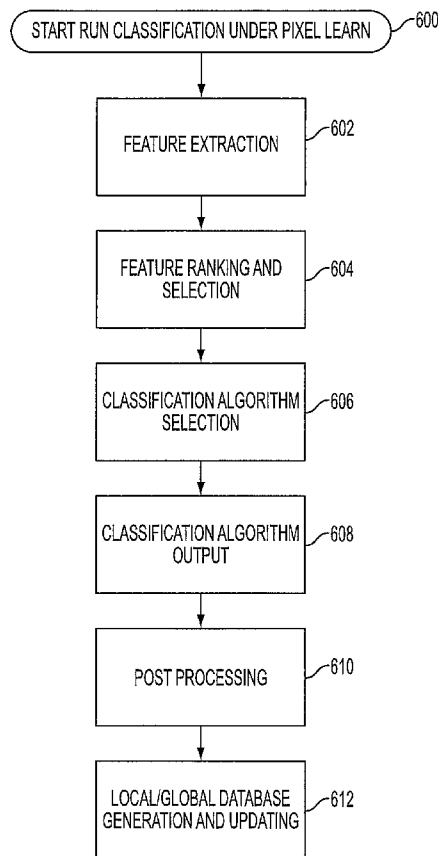 START RUN CLASSIFICATION UNDER PIXEL LEARN
600
FEATURE EXTRACTION
602
FEATURE RANKING AND
SELECTION
604
CLASSIFICATION ALGORITHM
SELECTION
606
CLASSIFICATION ALGORITHM
OUTPUT
608
POST PROCESSING
610
LOCAL/GLOBAL DATABASE
GENERATION AND UPDATING
612